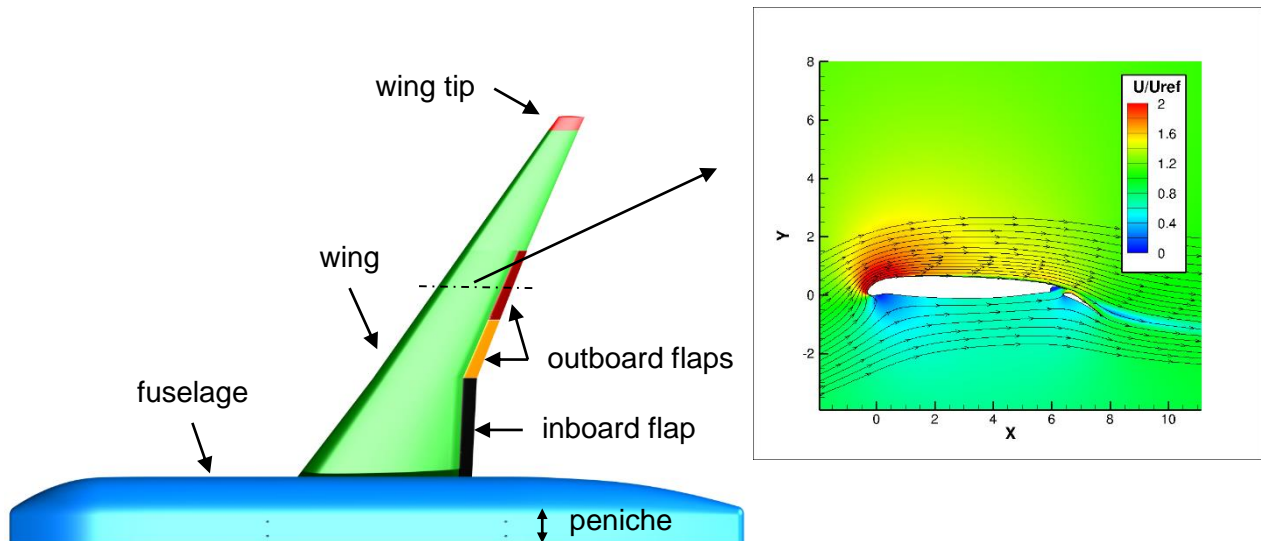 wing tip
wing
fuselage
outboard flaps
inboard flap
peniche
U/Uref
2
1.6
1.2
0.8
0.4
0
8
6
4
2
0
-2
Y
0 2 4 6 8 10
X